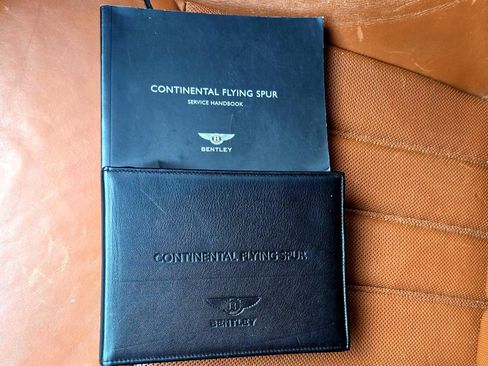 CONTINENTAL FLYING SPUR
SERVICE HANDBOOK
B
BENTLEY
CONTINENTAL FLYING SPUR
B
BENTLEY